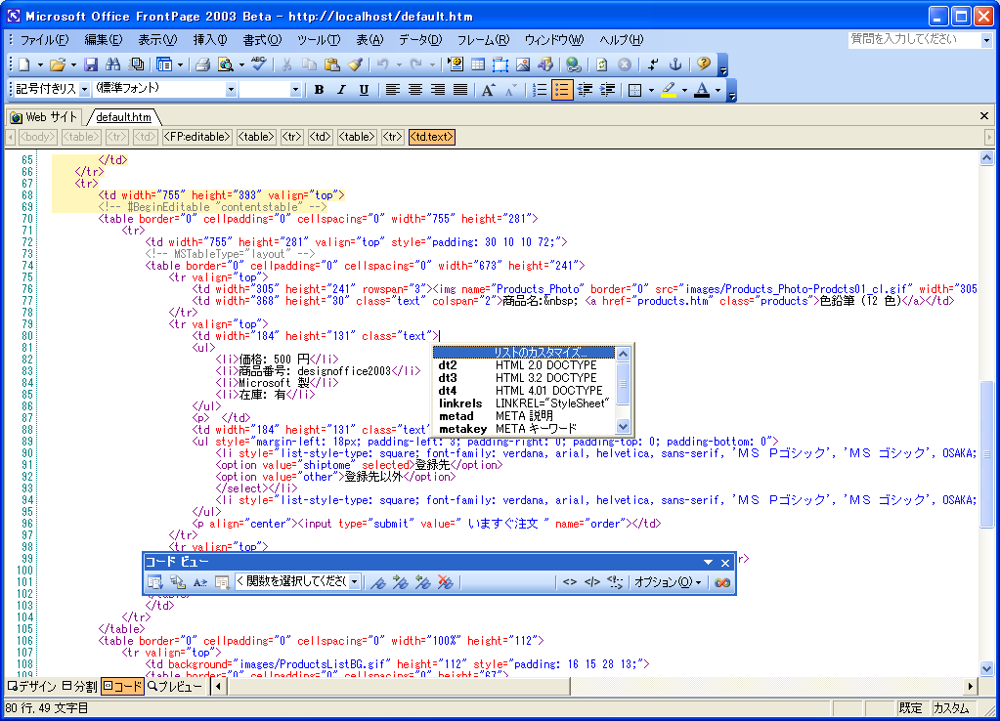 Microsoft Office FrontPage 2003 Beta - http://localhost/default.htm
ファイル(F) 編集(E) 表示(V) 挿入(I) 書式(O) ツール(T) 表(A) データ(D) フレーム(R) ウィンドウ(W) ヘルプ(H) 質問を入力してください
記号付きリス (標準フォント) B I U
Web サイト default.htm
<body> <table> <tr> <td> <FP:editable> <table> <tr> <td> <table> <tr> <td.text>
65 </td>
66 </tr>
67 <tr>
68 <td width="755" height="393" valign="top">
69 <!-- #BeginEditable "contentstable" -->
70 <table border="0" cellpadding="0" cellspacing="0" width="755" height="281">
71 <tr>
72 <td width="755" height="281" valign="top" style="padding: 30 10 10 72;">
73 <!-- MSTableType="layout" -->
74 <table border="0" cellpadding="0" cellspacing="0" width="673" height="241">
75 <tr valign="top">
76 <td width="305" height="241" rowspan="3"><img name="Products_Photo" border="0" src="images/Products_Photo-Prodcts01_cl.gif" width="305
77 <td width="368" height="30" class="text" colspan="2">商品名:&nbsp; <a href="products.htm" class="products">色鉛筆 (12 色)</a></td>
78 </tr>
79 <tr valign="top">
80 <td width="184" height="131" class="text">
81 <ul>
82 <li>価格: 500 円</li>
83 <li>商品番号: designoffice2003</li>
84 <li>Microsoft 製</li>
85 <li>在庫: 有</li>
86 </ul>
87 <p> </td>
88 <td width="184" height="131" class="text"
89 <ul style="margin-left: 18px; padding-left: 3; padding-right: 0; padding-top: 0; padding-bottom: 0">
90 <li style="list-style-type: square; font-family: verdana, arial, helvetica, sans-serif, 'ＭＳ Ｐゴシック', 'ＭＳ ゴシック', OSAKA;
91 <option value="shiptome" selected>登録先</option>
92 <option value="other">登録先以外</option>
93 </select></li>
94 <li style="list-style-type: square; font-family: verdana, arial, helvetica, sans-serif, 'ＭＳ Ｐゴシック', 'ＭＳ ゴシック', OSAKA;
95 </ul>
96 <p align="center"><input type="submit" value=" いますぐ注文 " name="order"></td>
97 </tr>
98 <tr valign="top">
99 r>
100
101
102 </table>
103 </td>
104 </tr>
105 </table>
106 <table border="0" cellpadding="0" cellspacing="0" width="100%" height="112">
107 <tr valign="top">
108 <td background="images/ProductsListBG.gif" height="112" style="padding: 16 15 28 13;">
109 <table border="0" cellpadding="0" cellspacing="0" height="67">
リストのカスタマイズ...
dt2 HTML 2.0 DOCTYPE
dt3 HTML 3.2 DOCTYPE
dt4 HTML 4.01 DOCTYPE
linkrels LINKREL="StyleSheet"
metad META 説明
metakey META キーワード
コード ビュー
< 関数を選択してくださ( オプション(O)
デザイン 分割 コード プレビュー
80 行, 49 文字目 既定 カスタム